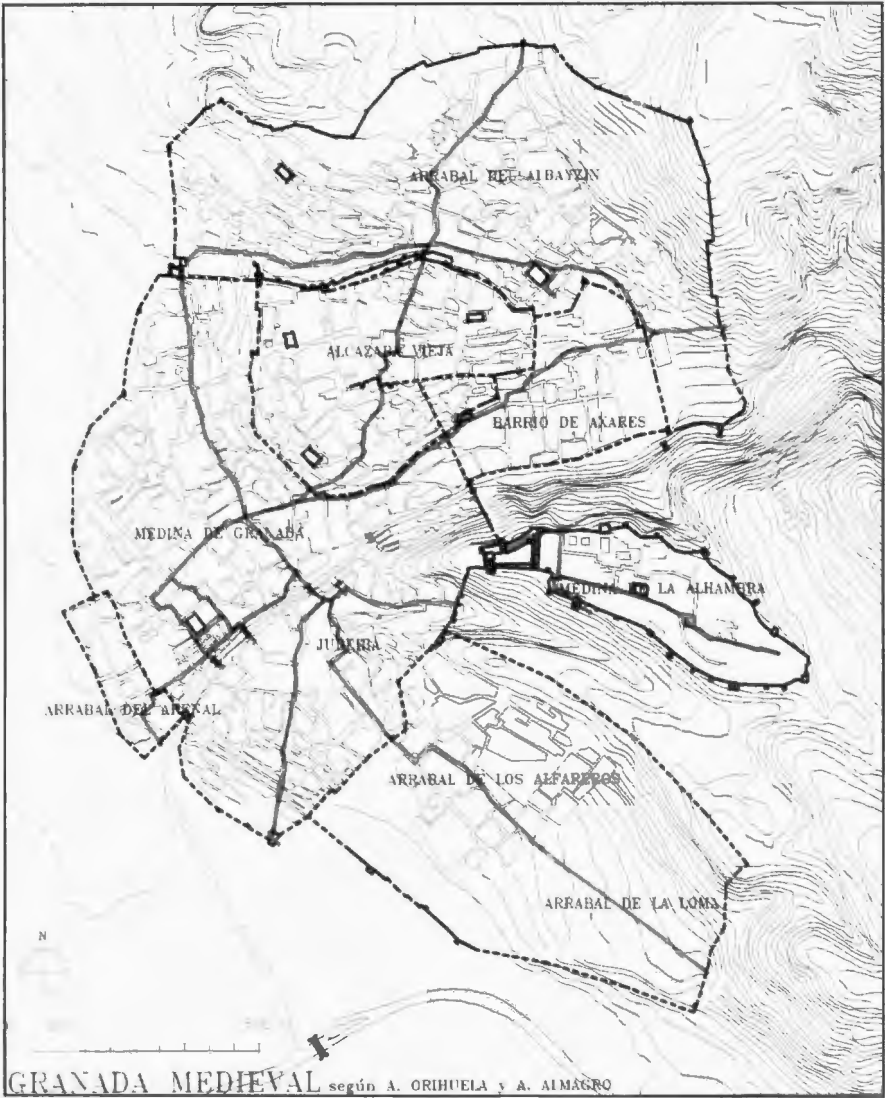 ARRABAL DEL ALBAYZIN
ALCAZABA VIEJA
BARRIO DE AXARES
MEDINA DE GRANADA
MEDINA DE LA ALHAMBRA
JUDERIA
ARRABAL DEL ARENAL
ARRABAL DE LOS ALFAREROS
ARRABAL DE LA LOMA
N
GRANADA MEDIEVAL según A. ORIHUELA y A. ALMAGRO